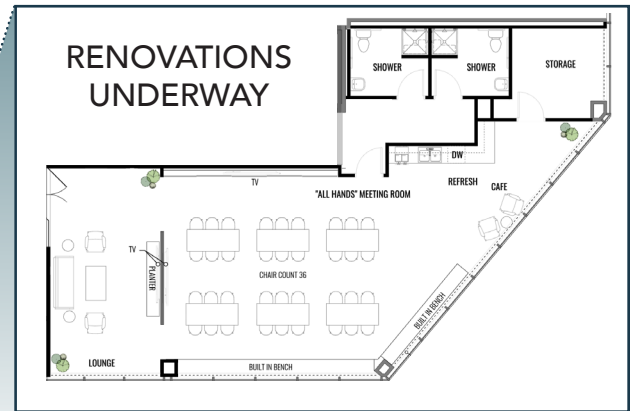 RENOVATIONS
UNDERWAY
SHOWER
SHOWER
STORAGE
DW
TV
"ALL HANDS" MEETING ROOM
REFRESH
CAFE
TV
PLANTER
CHAIR COUNT 36
BUILT IN BENCH
LOUNGE
BUILT IN BENCH